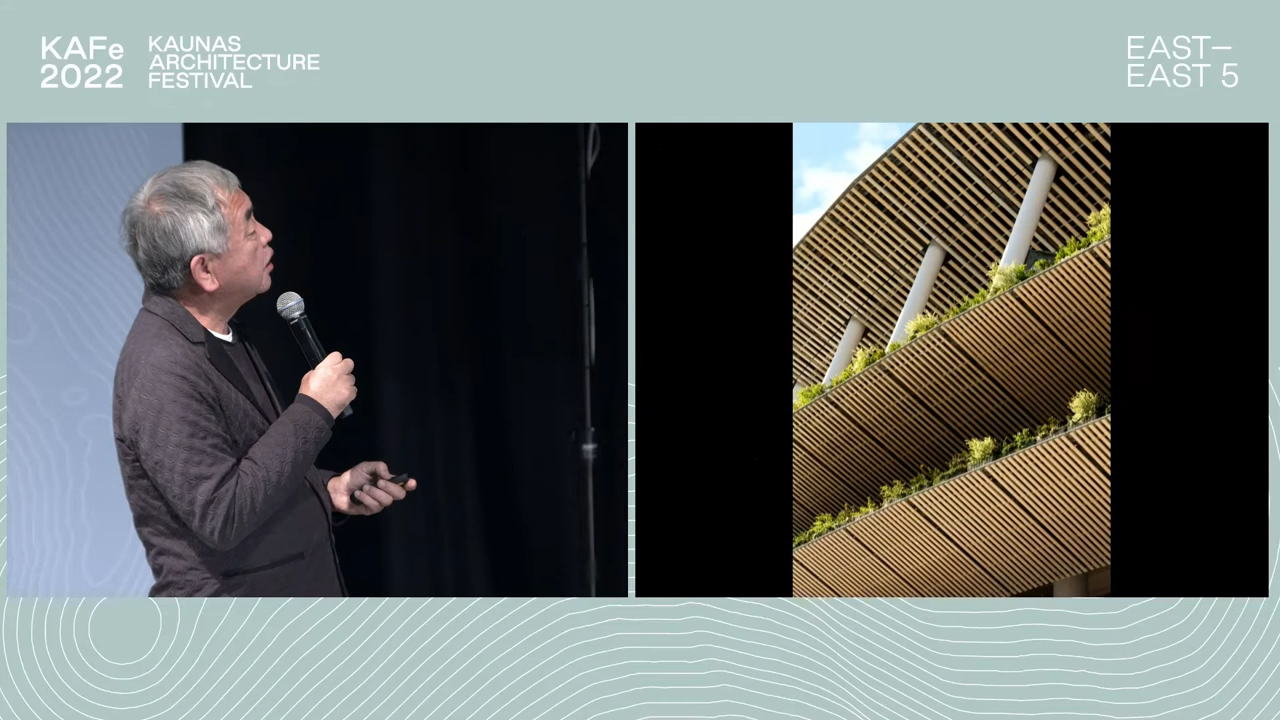 KAFe
2022
KAUNAS
ARCHITECTURE
FESTIVAL
EAST–
EAST 5